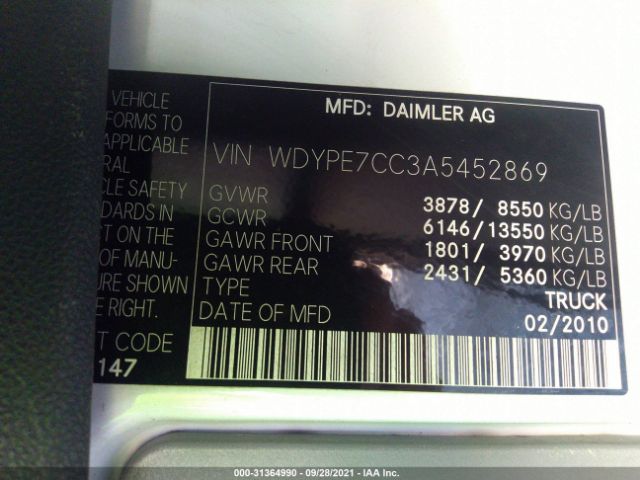 VEHICLE
FORMS TO
APPLICABLE
RAL
CLE SAFETY
DARDS IN
T ON THE
OF MANU-
URE SHOWN
E RIGHT.
T CODE
147
MFD: DAIMLER AG
VIN WDYPE7CC3A5452869
GVWR 3878/ 8550 KG/LB
GCWR 6146/13550 KG/LB
GAWR FRONT 1801/ 3970 KG/LB
GAWR REAR 2431/ 5360 KG/LB
TYPE TRUCK
DATE OF MFD 02/2010
000-31364990 - 09/28/2021 - IAA Inc.